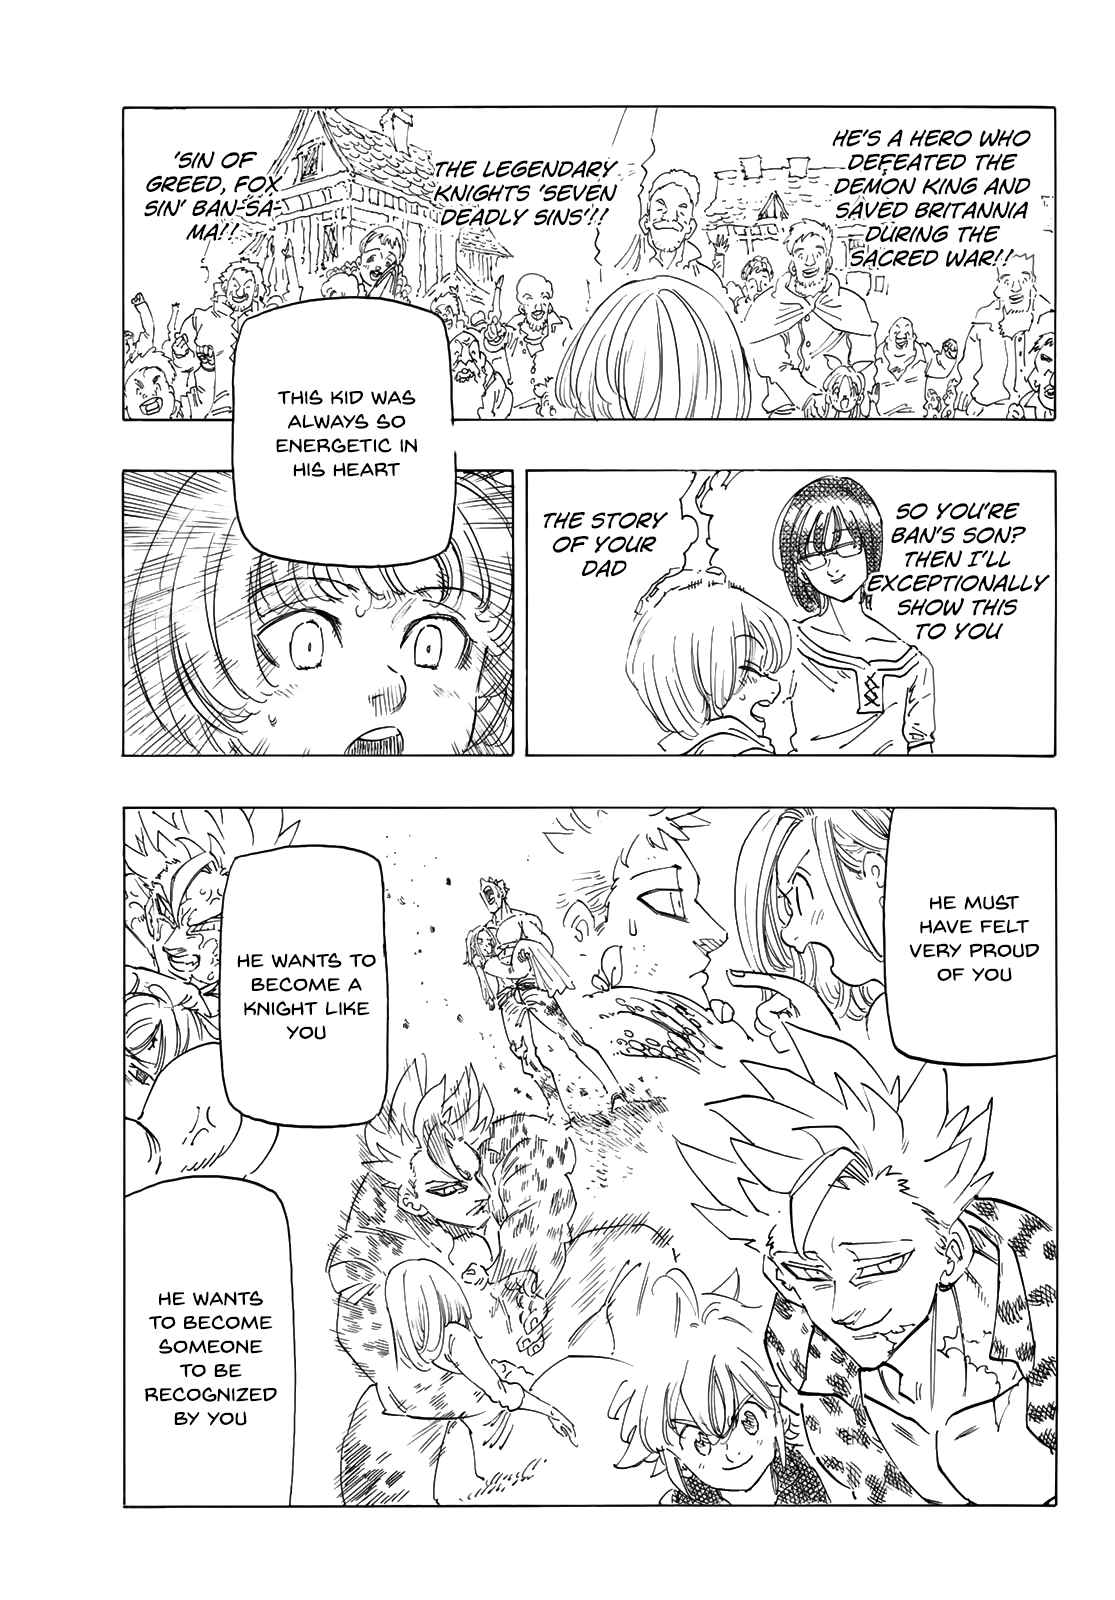 HE'S A HERO WHO
DEFEATED THE
DEMON KING AND
SAVED BRITANNIA
DURING THE
SACRED WAR!!
THE LEGENDARY
KNIGHTS 'SEVEN
DEADLY SINS'!!
'SIN OF
GREED, FOX
SIN' BAN-SA-
MA!!
THIS KID WAS
ALWAYS SO
ENERGETIC IN
HIS HEART
SO YOU'RE
BAN'S SON?
THEN I'LL
EXCEPTIONALLY
SHOW THIS
TO YOU
THE STORY
OF YOUR
DAD
HE MUST
HAVE FELT
VERY PROUD
OF YOU
HE WANTS TO
BECOME A
KNIGHT LIKE
YOU
HE WANTS
TO BECOME
SOMEONE
TO BE
RECOGNIZED
BY YOU